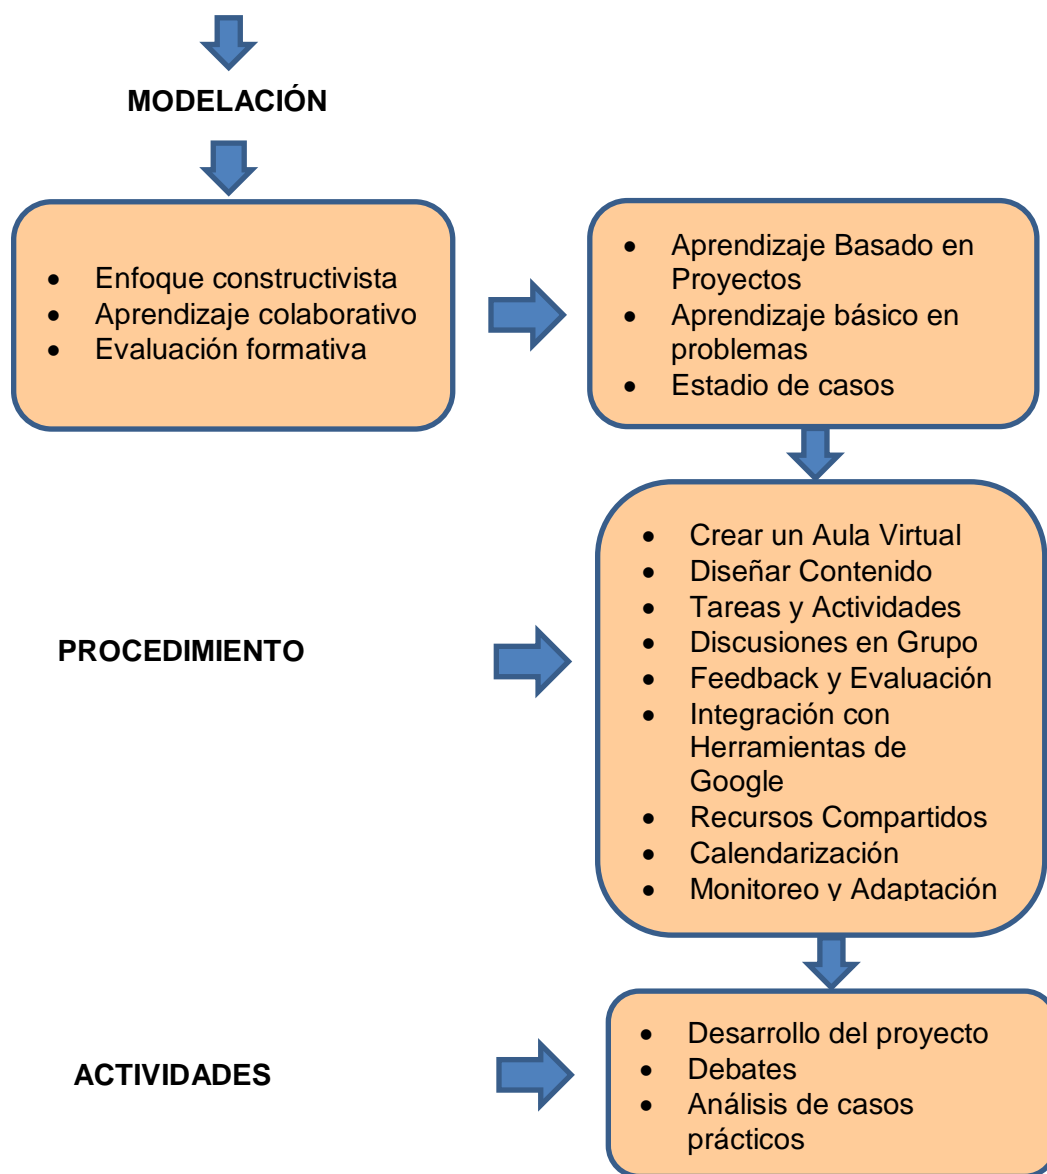 MODELACIÓN
• Enfoque constructivista
• Aprendizaje colaborativo
• Evaluación formativa
• Aprendizaje Basado en
Proyectos
• Aprendizaje básico en
problemas
• Estadio de casos
PROCEDIMIENTO
• Crear un Aula Virtual
• Diseñar Contenido
• Tareas y Actividades
• Discusiones en Grupo
• Feedback y Evaluación
• Integración con
Herramientas de
Google
• Recursos Compartidos
• Calendarización
• Monitoreo y Adaptación
ACTIVIDADES
• Desarrollo del proyecto
• Debates
• Análisis de casos
prácticos